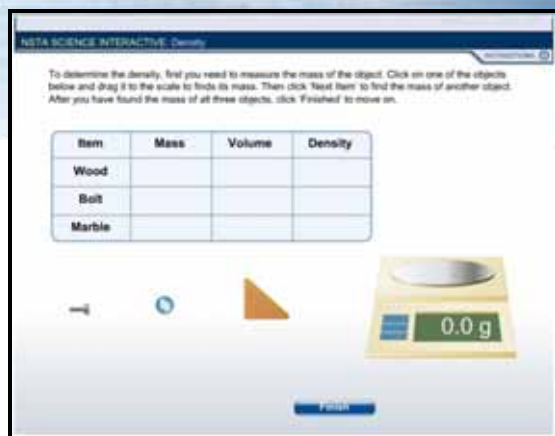 NSTA SCIENCE INTERACTIVE: Density
INSTRUCTIONS
To determine the density, first you need to measure the mass of the object. Click on one of the objects
below and drag it to the scale to finds its mass. Then click 'Next Item' to find the mass of another object.
After you have found the mass of all three objects, click 'Finished' to move on.
Item Mass Volume Density
Wood
Bolt
Marble
0.0 g
Finish